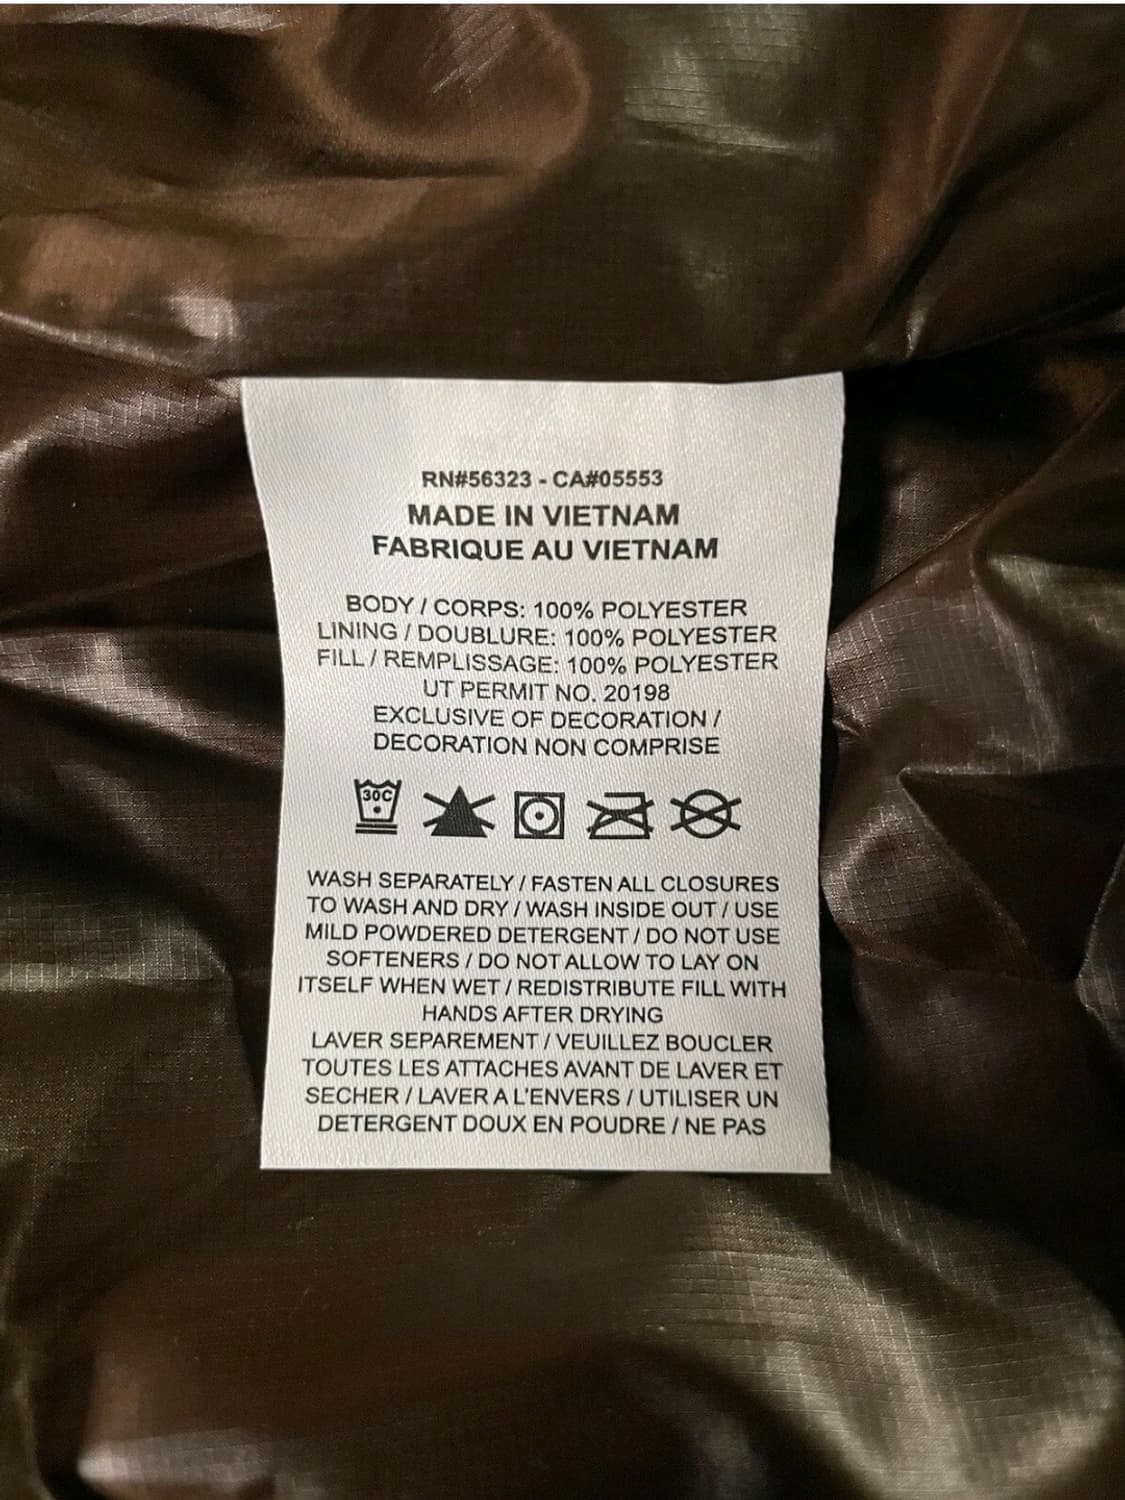 RN#56323 - CA#05553
MADE IN VIETNAM
FABRIQUE AU VIETNAM
BODY / CORPS: 100% POLYESTER
LINING / DOUBLURE: 100% POLYESTER
FILL / REMPLISSAGE: 100% POLYESTER
UT PERMIT NO. 20198
EXCLUSIVE OF DECORATION /
DECORATION NON COMPRISE
30C
WASH SEPARATELY / FASTEN ALL CLOSURES
TO WASH AND DRY / WASH INSIDE OUT / USE
MILD POWDERED DETERGENT / DO NOT USE
SOFTENERS / DO NOT ALLOW TO LAY ON
ITSELF WHEN WET / REDISTRIBUTE FILL WITH
HANDS AFTER DRYING
LAVER SEPAREMENT / VEUILLEZ BOUCLER
TOUTES LES ATTACHES AVANT DE LAVER ET
SECHER / LAVER A L'ENVERS / UTILISER UN
DETERGENT DOUX EN POUDRE / NE PAS